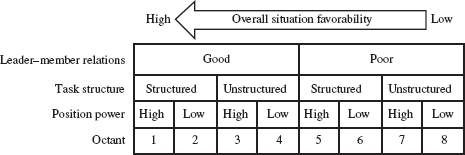 High Overall situation favorability Low
Leader–member relations Good Poor
Task structure Structured Unstructured Structured Unstructured
Position power High Low High Low High Low High Low
Octant 1 2 3 4 5 6 7 8